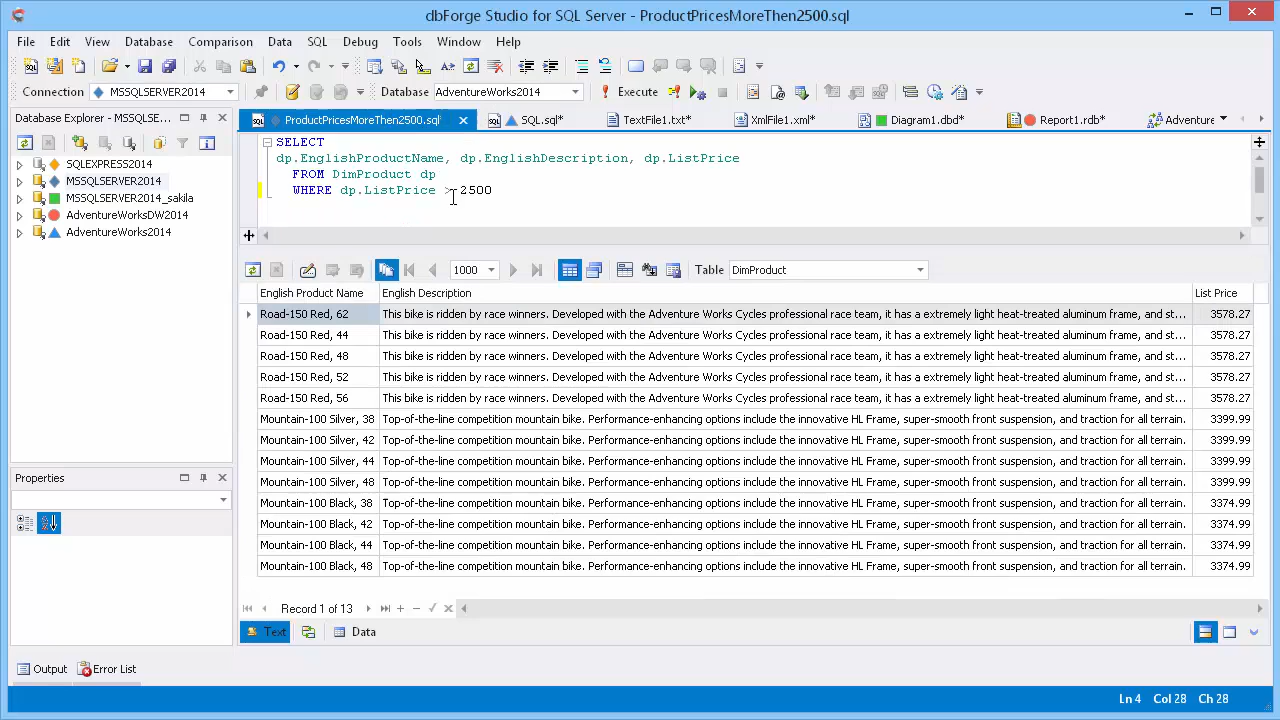 dbForge Studio for SQL Server - ProductPricesMoreThen2500.sql
File Edit View Database Comparison Data SQL Debug Tools Window Help
Connection MSSQLSERVER2014 Database AdventureWorks2014 Execute
Database Explorer - MSSQLSE...
ProductPricesMoreThen2500.sql* SQL.sql* TextFile1.txt* XmlFile1.xml* Diagram1.dbd* Report1.rdb* Adventure
SQLEXPRESS2014
MSSQLSERVER2014
MSSQLSERVER2014_sakila
AdventureWorksDW2014
AdventureWorks2014
SELECT
dp.EnglishProductName, dp.EnglishDescription, dp.ListPrice
FROM DimProduct dp
WHERE dp.ListPrice > 2500
1000 Table DimProduct
English Product Name English Description List Price
Road-150 Red, 62 This bike is ridden by race winners. Developed with the Adventure Works Cycles professional race team, it has a extremely light heat-treated aluminum frame, and st... 3578.27
Road-150 Red, 44 This bike is ridden by race winners. Developed with the Adventure Works Cycles professional race team, it has a extremely light heat-treated aluminum frame, and st... 3578.27
Road-150 Red, 48 This bike is ridden by race winners. Developed with the Adventure Works Cycles professional race team, it has a extremely light heat-treated aluminum frame, and st... 3578.27
Road-150 Red, 52 This bike is ridden by race winners. Developed with the Adventure Works Cycles professional race team, it has a extremely light heat-treated aluminum frame, and st... 3578.27
Road-150 Red, 56 This bike is ridden by race winners. Developed with the Adventure Works Cycles professional race team, it has a extremely light heat-treated aluminum frame, and st... 3578.27
Mountain-100 Silver, 38 Top-of-the-line competition mountain bike. Performance-enhancing options include the innovative HL Frame, super-smooth front suspension, and traction for all terrain. 3399.99
Mountain-100 Silver, 42 Top-of-the-line competition mountain bike. Performance-enhancing options include the innovative HL Frame, super-smooth front suspension, and traction for all terrain. 3399.99
Mountain-100 Silver, 44 Top-of-the-line competition mountain bike. Performance-enhancing options include the innovative HL Frame, super-smooth front suspension, and traction for all terrain. 3399.99
Mountain-100 Silver, 48 Top-of-the-line competition mountain bike. Performance-enhancing options include the innovative HL Frame, super-smooth front suspension, and traction for all terrain. 3399.99
Mountain-100 Black, 38 Top-of-the-line competition mountain bike. Performance-enhancing options include the innovative HL Frame, super-smooth front suspension, and traction for all terrain. 3374.99
Mountain-100 Black, 42 Top-of-the-line competition mountain bike. Performance-enhancing options include the innovative HL Frame, super-smooth front suspension, and traction for all terrain. 3374.99
Mountain-100 Black, 44 Top-of-the-line competition mountain bike. Performance-enhancing options include the innovative HL Frame, super-smooth front suspension, and traction for all terrain. 3374.99
Mountain-100 Black, 48 Top-of-the-line competition mountain bike. Performance-enhancing options include the innovative HL Frame, super-smooth front suspension, and traction for all terrain. 3374.99
Properties
Record 1 of 13
Text Data
Output Error List
Ln 4 Col 28 Ch 28